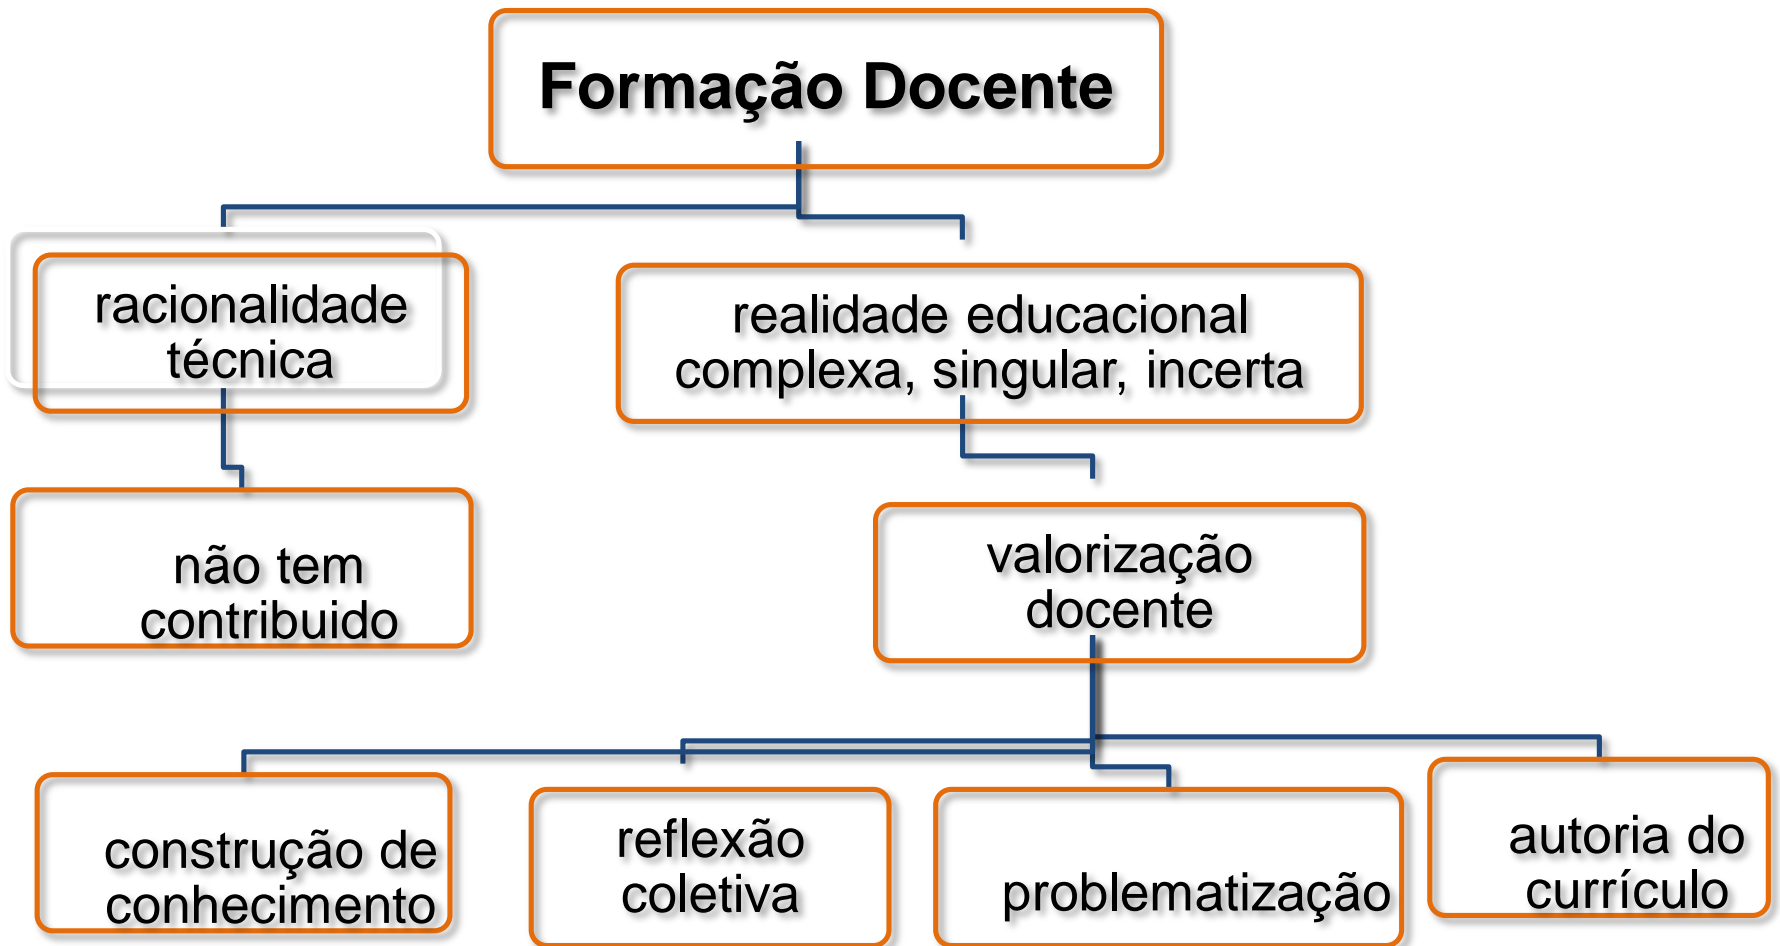 Formação Docente
racionalidade
técnica
realidade educacional
complexa, singular, incerta
não tem
contribuido
valorização
docente
construção de
conhecimento
reflexão
coletiva
problematização
autoria do
currículo